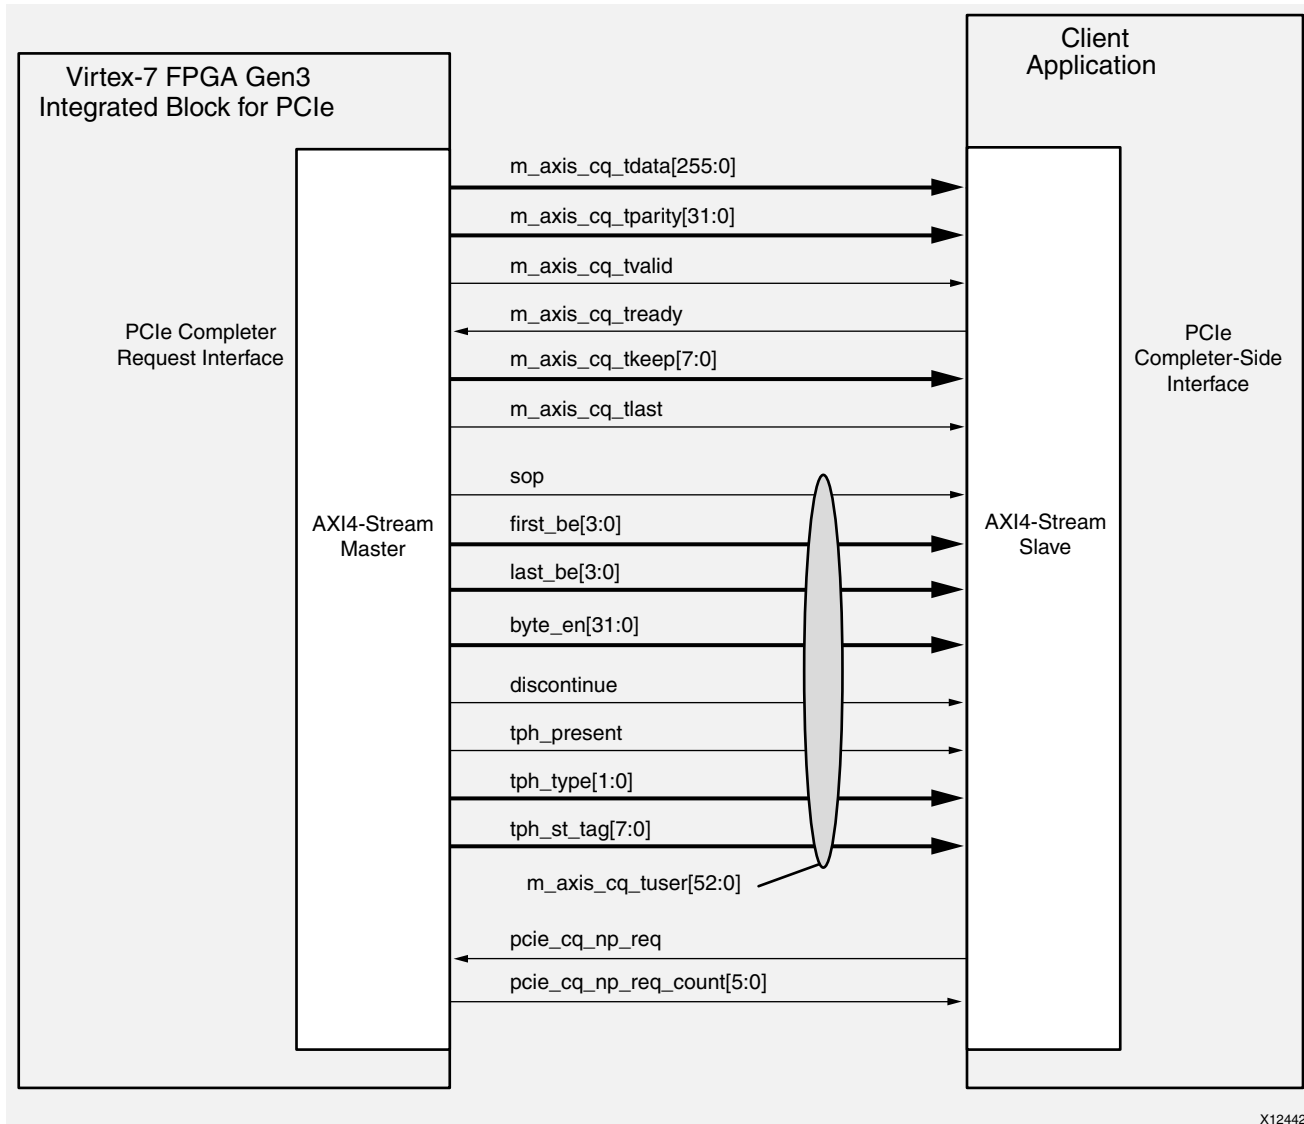 Client
Application
Virtex-7 FPGA Gen3
Integrated Block for PCIe
m_axis_cq_tdata[255:0]
m_axis_cq_tparity[31:0]
m_axis_cq_tvalid
m_axis_cq_tready
PCIe Completer
Request Interface
m_axis_cq_tkeep[7:0]
PCIe
Completer-Side
Interface
m_axis_cq_tlast
sop
AXI4-Stream
Master
first_be[3:0]
AXI4-Stream
Slave
last_be[3:0]
byte_en[31:0]
discontinue
tph_present
tph_type[1:0]
tph_st_tag[7:0]
m_axis_cq_tuser[52:0]
pcie_cq_np_req
pcie_cq_np_req_count[5:0]
X12442